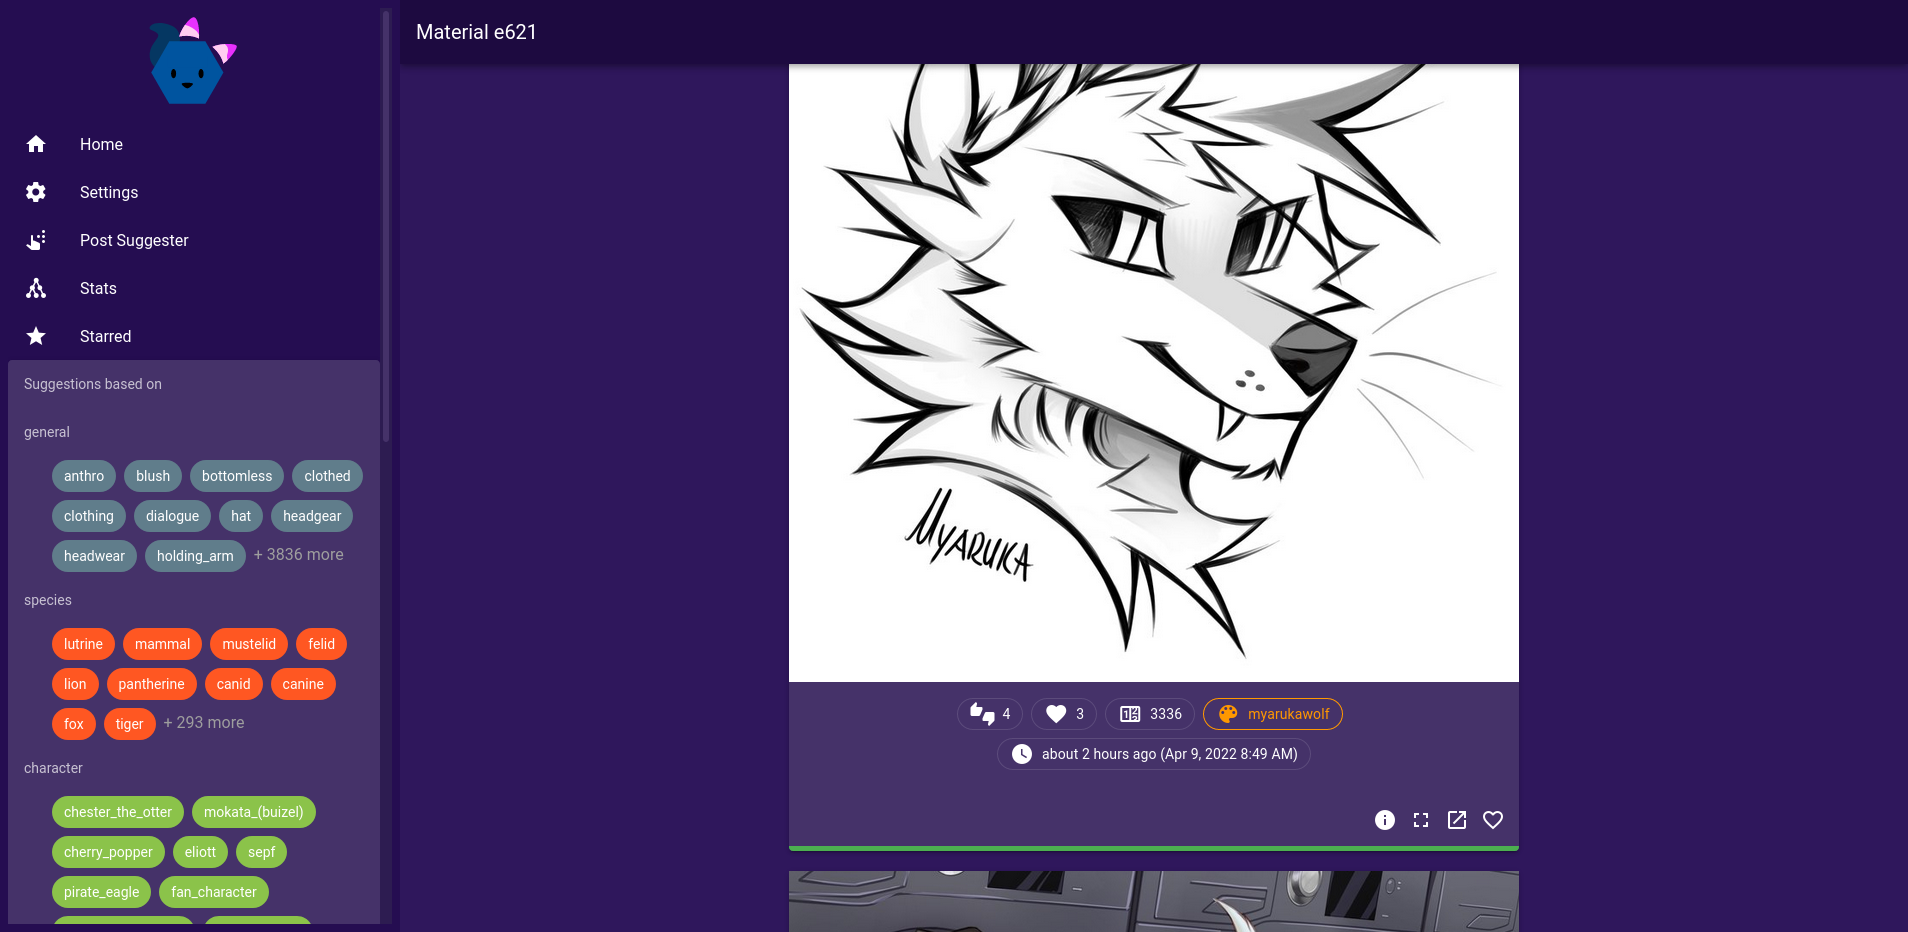 Material e621
Home
Settings
Post Suggester
Stats
Starred
Suggestions based on
general
anthro blush bottomless clothed
clothing dialogue hat headgear
headwear holding_arm + 3836 more
species
lutrine mammal mustelid felid
lion pantherine canid canine
fox tiger + 293 more
character
chester_the_otter mokata_(buizel)
cherry_popper eliott sepf
pirate_eagle fan_character
MYARUKA
4 3 3336 myarukawolf
about 2 hours ago (Apr 9, 2022 8:49 AM)